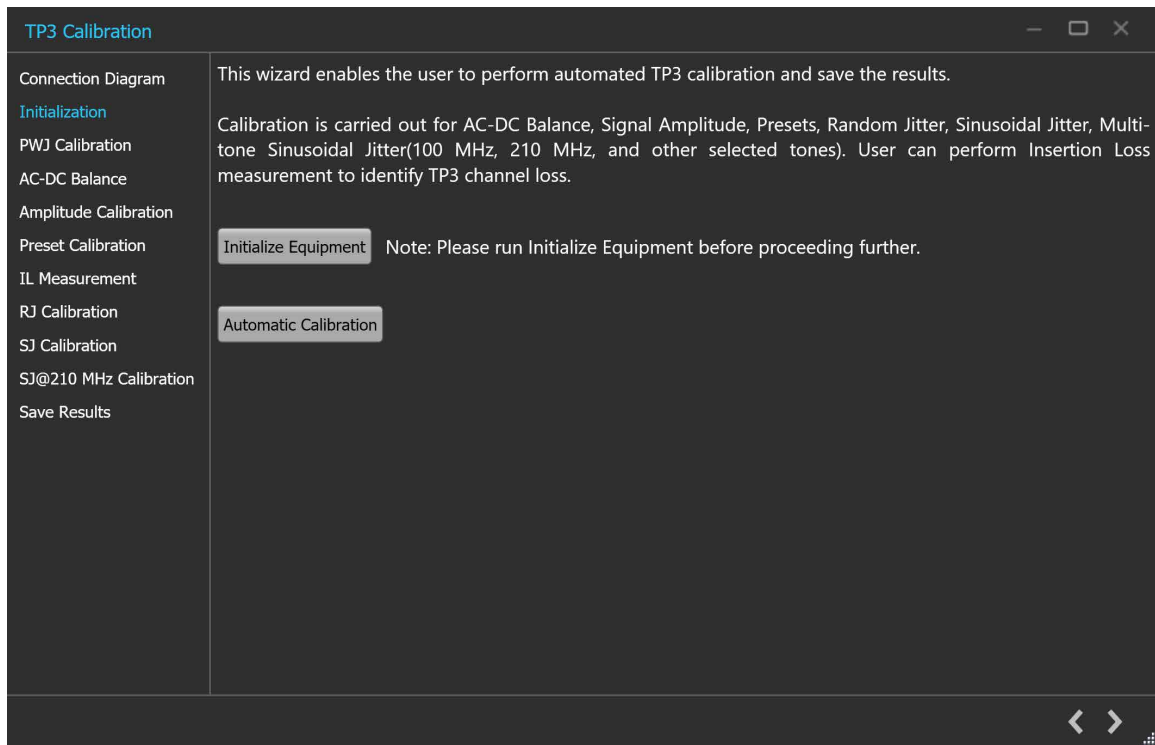 TP3 Calibration
Connection Diagram
Initialization
PWJ Calibration
AC-DC Balance
Amplitude Calibration
Preset Calibration
IL Measurement
RJ Calibration
SJ Calibration
SJ@210 MHz Calibration
Save Results
This wizard enables the user to perform automated TP3 calibration and save the results.
Calibration is carried out for AC-DC Balance, Signal Amplitude, Presets, Random Jitter, Sinusoidal Jitter, Multi-
tone Sinusoidal Jitter(100 MHz, 210 MHz, and other selected tones). User can perform Insertion Loss
measurement to identify TP3 channel loss.
Initialize Equipment Note: Please run Initialize Equipment before proceeding further.
Automatic Calibration